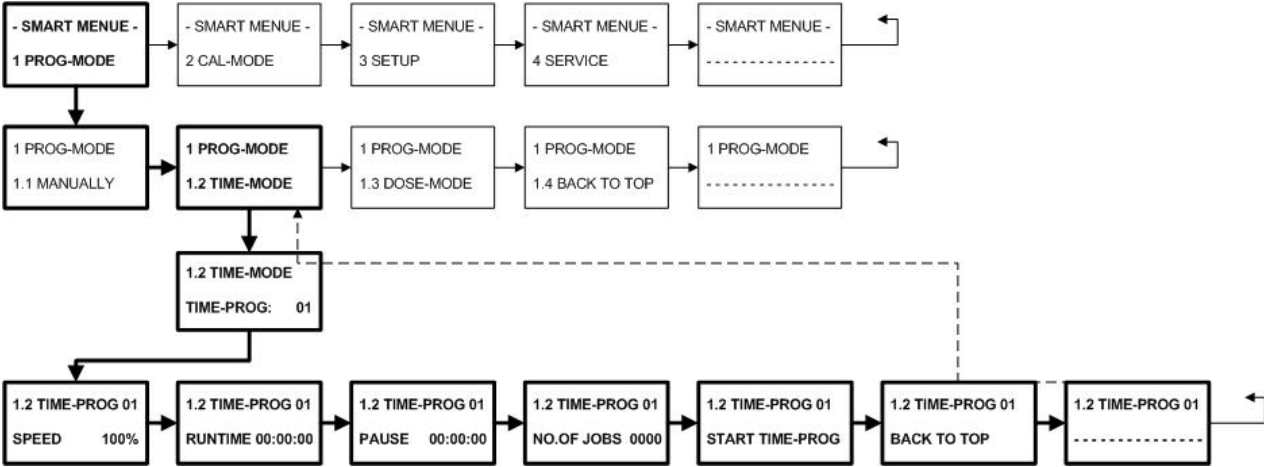 - SMART MENUE -
1 PROG-MODE
- SMART MENUE -
2 CAL-MODE
- SMART MENUE -
3 SETUP
- SMART MENUE -
4 SERVICE
- SMART MENUE -
- - - - - - - - - - - - - - - -
1 PROG-MODE
1.1 MANUALLY
1 PROG-MODE
1.2 TIME-MODE
1 PROG-MODE
1.3 DOSE-MODE
1 PROG-MODE
1.4 BACK TO TOP
1 PROG-MODE
- - - - - - - - - - - - - - - -
1.2 TIME-MODE
TIME-PROG: 01
1.2 TIME-PROG 01
SPEED 100%
1.2 TIME-PROG 01
RUNTIME 00:00:00
1.2 TIME-PROG 01
PAUSE 00:00:00
1.2 TIME-PROG 01
NO.OF JOBS 0000
1.2 TIME-PROG 01
START TIME-PROG
1.2 TIME-PROG 01
BACK TO TOP
1.2 TIME-PROG 01
- - - - - - - - - - - - - - - -